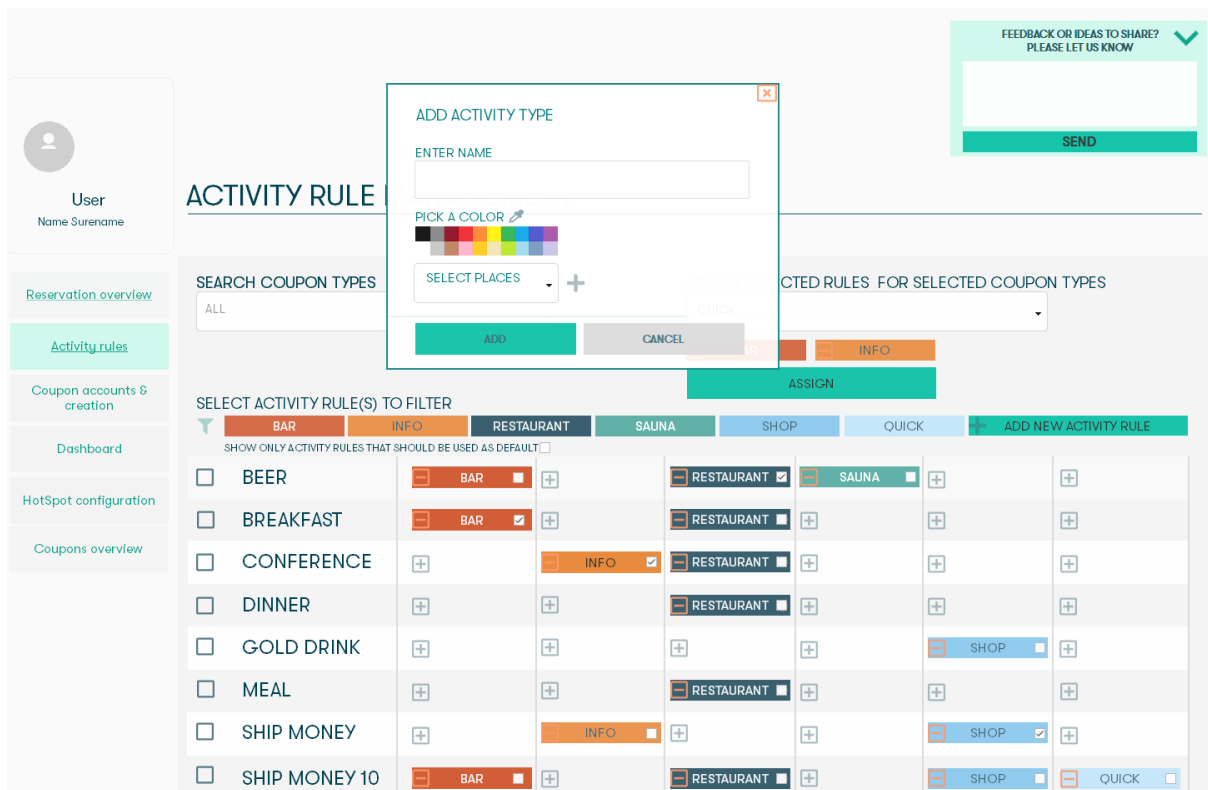 FEEDBACK OR IDEAS TO SHARE?
PLEASE LET US KNOW
SEND
User
Name Surename
Reservation overview
Activity rules
Coupon accounts &
creation
Dashboard
HotSpot configuration
Coupons overview
ACTIVITY RULE
ADD ACTIVITY TYPE
ENTER NAME
PICK A COLOR
SELECT PLACES
ADD
CANCEL
SEARCH COUPON TYPES
ALL
RULES FOR SELECTED COUPON TYPES
QUICK
INFO
ASSIGN
SELECT ACTIVITY RULE(S) TO FILTER
BAR INFO RESTAURANT SAUNA SHOP QUICK ADD NEW ACTIVITY RULE
SHOW ONLY ACTIVITY RULES THAT SHOULD BE USED AS DEFAULT
BEER BAR RESTAURANT SAUNA
BREAKFAST BAR RESTAURANT
CONFERENCE INFO RESTAURANT
DINNER RESTAURANT
GOLD DRINK SHOP
MEAL RESTAURANT
SHIP MONEY INFO SHOP
SHIP MONEY 10 BAR RESTAURANT SHOP QUICK